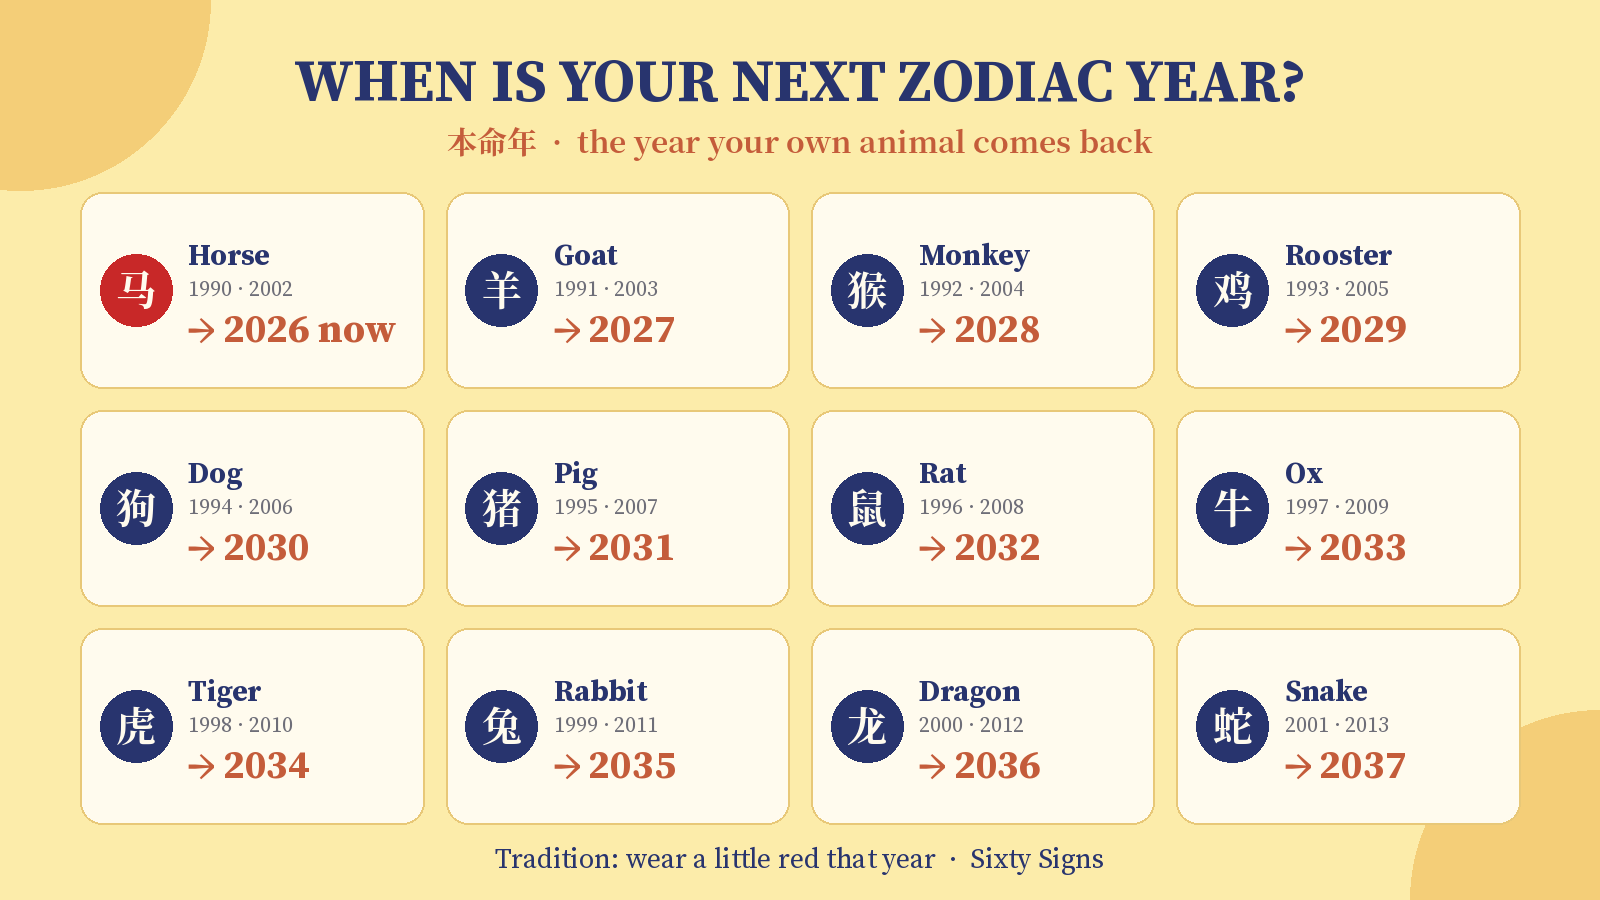 WHEN IS YOUR NEXT ZODIAC YEAR?
本命年 · the year your own animal comes back
马
Horse
1990 · 2002
→ 2026 now
羊
Goat
1991 · 2003
→ 2027
猴
Monkey
1992 · 2004
→ 2028
鸡
Rooster
1993 · 2005
→ 2029
狗
Dog
1994 · 2006
→ 2030
猪
Pig
1995 · 2007
→ 2031
鼠
Rat
1996 · 2008
→ 2032
牛
Ox
1997 · 2009
→ 2033
虎
Tiger
1998 · 2010
→ 2034
兔
Rabbit
1999 · 2011
→ 2035
龙
Dragon
2000 · 2012
→ 2036
蛇
Snake
2001 · 2013
→ 2037
Tradition: wear a little red that year · Sixty Signs